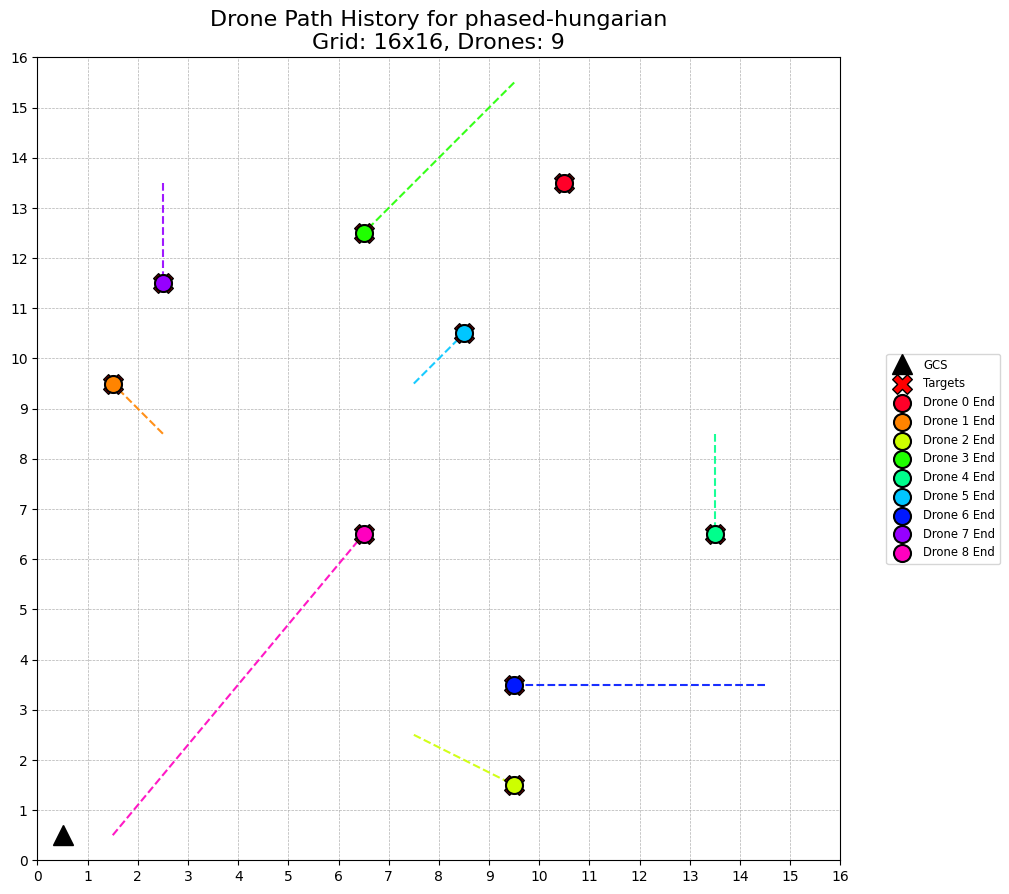 Drone Path History for phased-hungarian
Grid: 16x16, Drones: 9
16
15
14
13
12
11
10
9
8
7
6
5
4
3
2
1
0
0 1 2 3 4 5 6 7 8 9 10 11 12 13 14 15 16
GCS
Targets
Drone 0 End
Drone 1 End
Drone 2 End
Drone 3 End
Drone 4 End
Drone 5 End
Drone 6 End
Drone 7 End
Drone 8 End